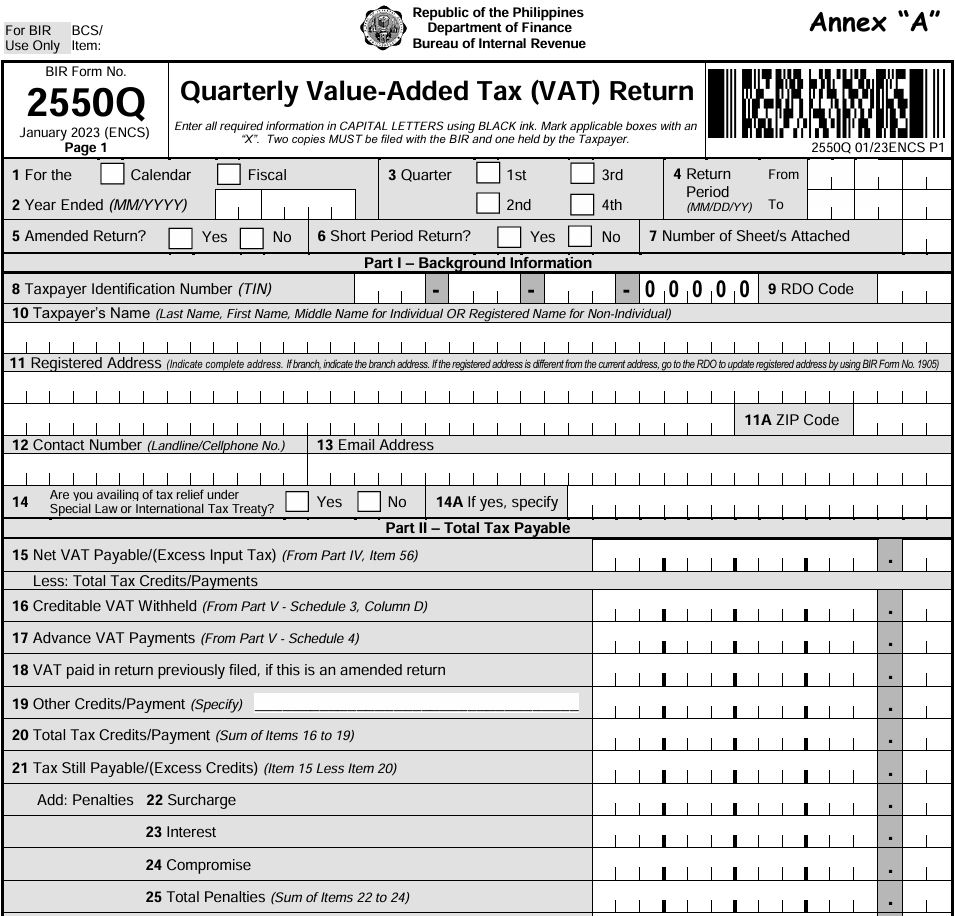 For BIR BCS/
Use Only Item:
Republic of the Philippines
Department of Finance
Bureau of Internal Revenue
Annex “A”
BIR Form No.
2550Q
January 2023 (ENCS)
Page 1
Quarterly Value-Added Tax (VAT) Return
Enter all required information in CAPITAL LETTERS using BLACK ink. Mark applicable boxes with an
“X”. Two copies MUST be filed with the BIR and one held by the Taxpayer.
2550Q 01/23ENCS P1
1 For the Calendar Fiscal
2 Year Ended (MM/YYYY)
3 Quarter 1st 3rd
2nd 4th
4 Return From
Period
(MM/DD/YY) To
5 Amended Return? Yes No 6 Short Period Return? Yes No 7 Number of Sheet/s Attached
Part I – Background Information
8 Taxpayer Identification Number (TIN) - - - 0 0 0 0 0 9 RDO Code
10 Taxpayer's Name (Last Name, First Name, Middle Name for Individual OR Registered Name for Non-Individual)
11 Registered Address (Indicate complete address. If branch, indicate the branch address. If the registered address is different from the current address, go to the RDO to update registered address by using BIR Form No. 1905)
11A ZIP Code
12 Contact Number (Landline/Cellphone No.) 13 Email Address
14 Are you availing of tax relief under
Special Law or International Tax Treaty? Yes No 14A If yes, specify
Part II – Total Tax Payable
15 Net VAT Payable/(Excess Input Tax) (From Part IV, Item 56) .
Less: Total Tax Credits/Payments
16 Creditable VAT Withheld (From Part V - Schedule 3, Column D) .
17 Advance VAT Payments (From Part V - Schedule 4) .
18 VAT paid in return previously filed, if this is an amended return .
19 Other Credits/Payment (Specify) ________________________________________ .
20 Total Tax Credits/Payment (Sum of Items 16 to 19) .
21 Tax Still Payable/(Excess Credits) (Item 15 Less Item 20) .
Add: Penalties 22 Surcharge .
23 Interest .
24 Compromise .
25 Total Penalties (Sum of Items 22 to 24) .